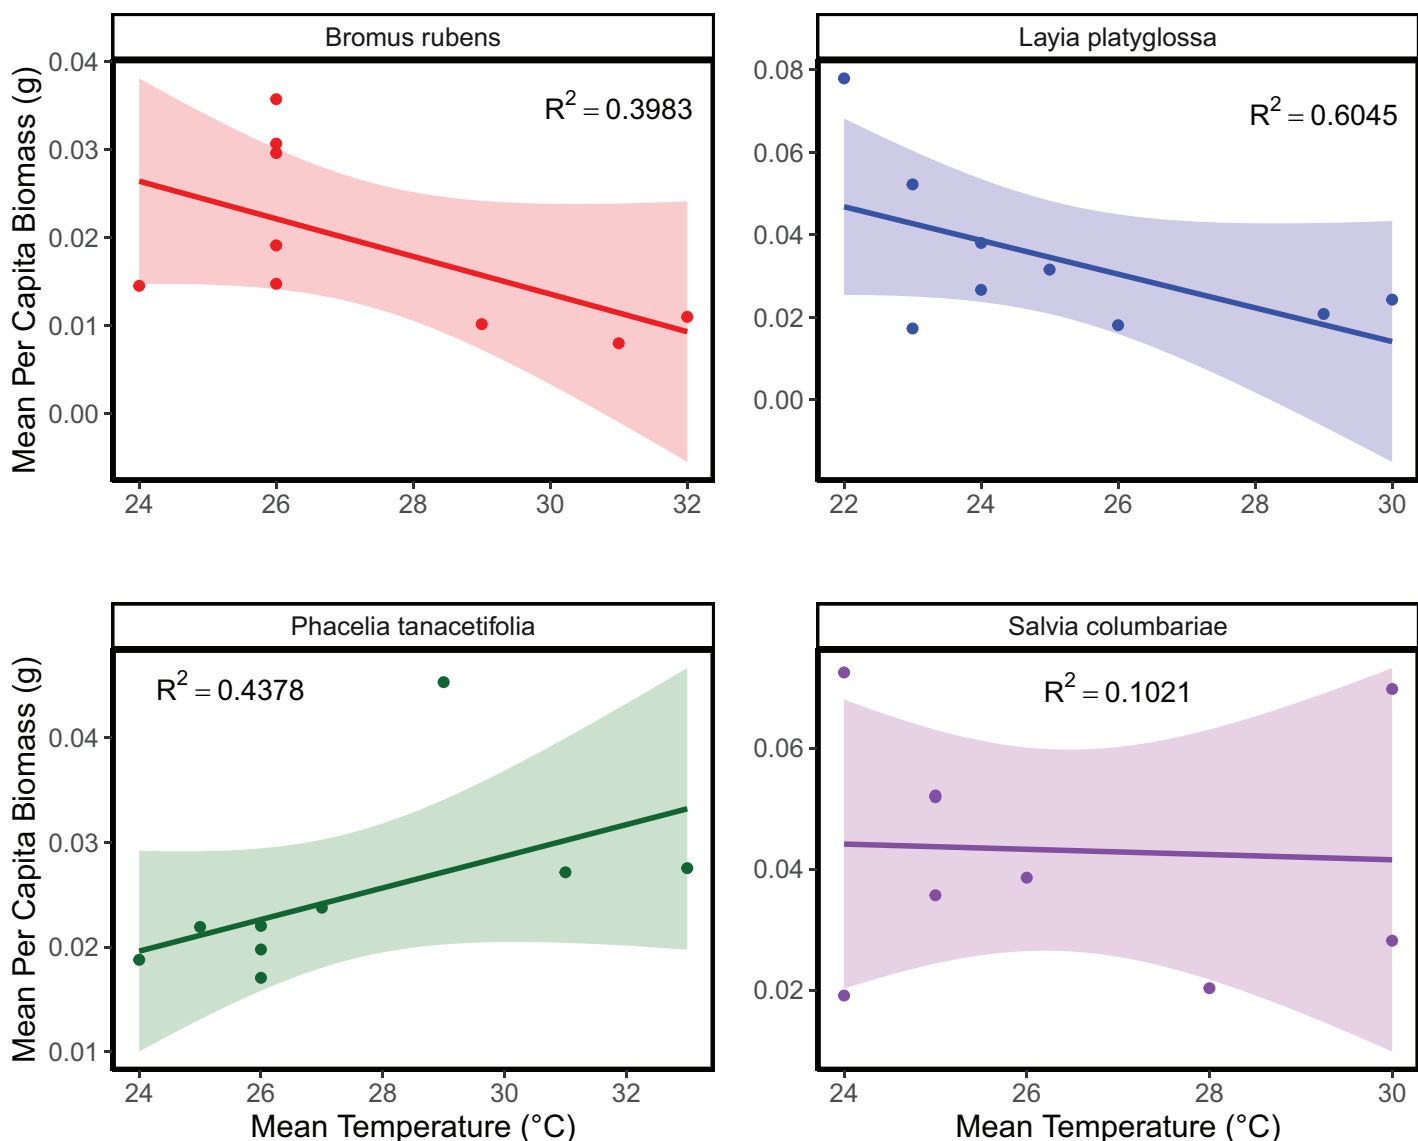 Bromus rubens
Mean Per Capita Biomass (g)
0.04
0.03
0.02
0.01
0.00
R² = 0.3983
24 26 28 30 32
Layia platyglossa
0.08
0.06
0.04
0.02
0.00
R² = 0.6045
22 24 26 28 30
Phacelia tanacetifolia
Mean Per Capita Biomass (g)
0.04
0.03
0.02
0.01
R² = 0.4378
24 26 28 30 32
Mean Temperature (°C)
Salvia columbariae
0.06
0.04
0.02
R² = 0.1021
24 26 28 30
Mean Temperature (°C)